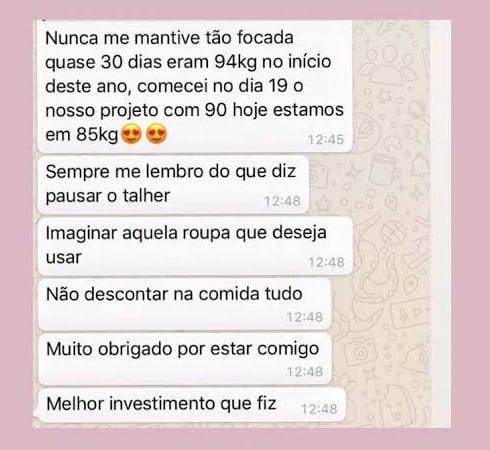 Nunca me mantive tão focada
quase 30 dias eram 94kg no início
deste ano, comecei no dia 19 o
nosso projeto com 90 hoje estamos
em 85kg😍😍
12:45
Sempre me lembro do que diz
pausar o talher
12:48
Imaginar aquela roupa que deseja
usar
12:48
Não descontar na comida tudo
12:48
Muito obrigado por estar comigo
12:48
Melhor investimento que fiz
12:48